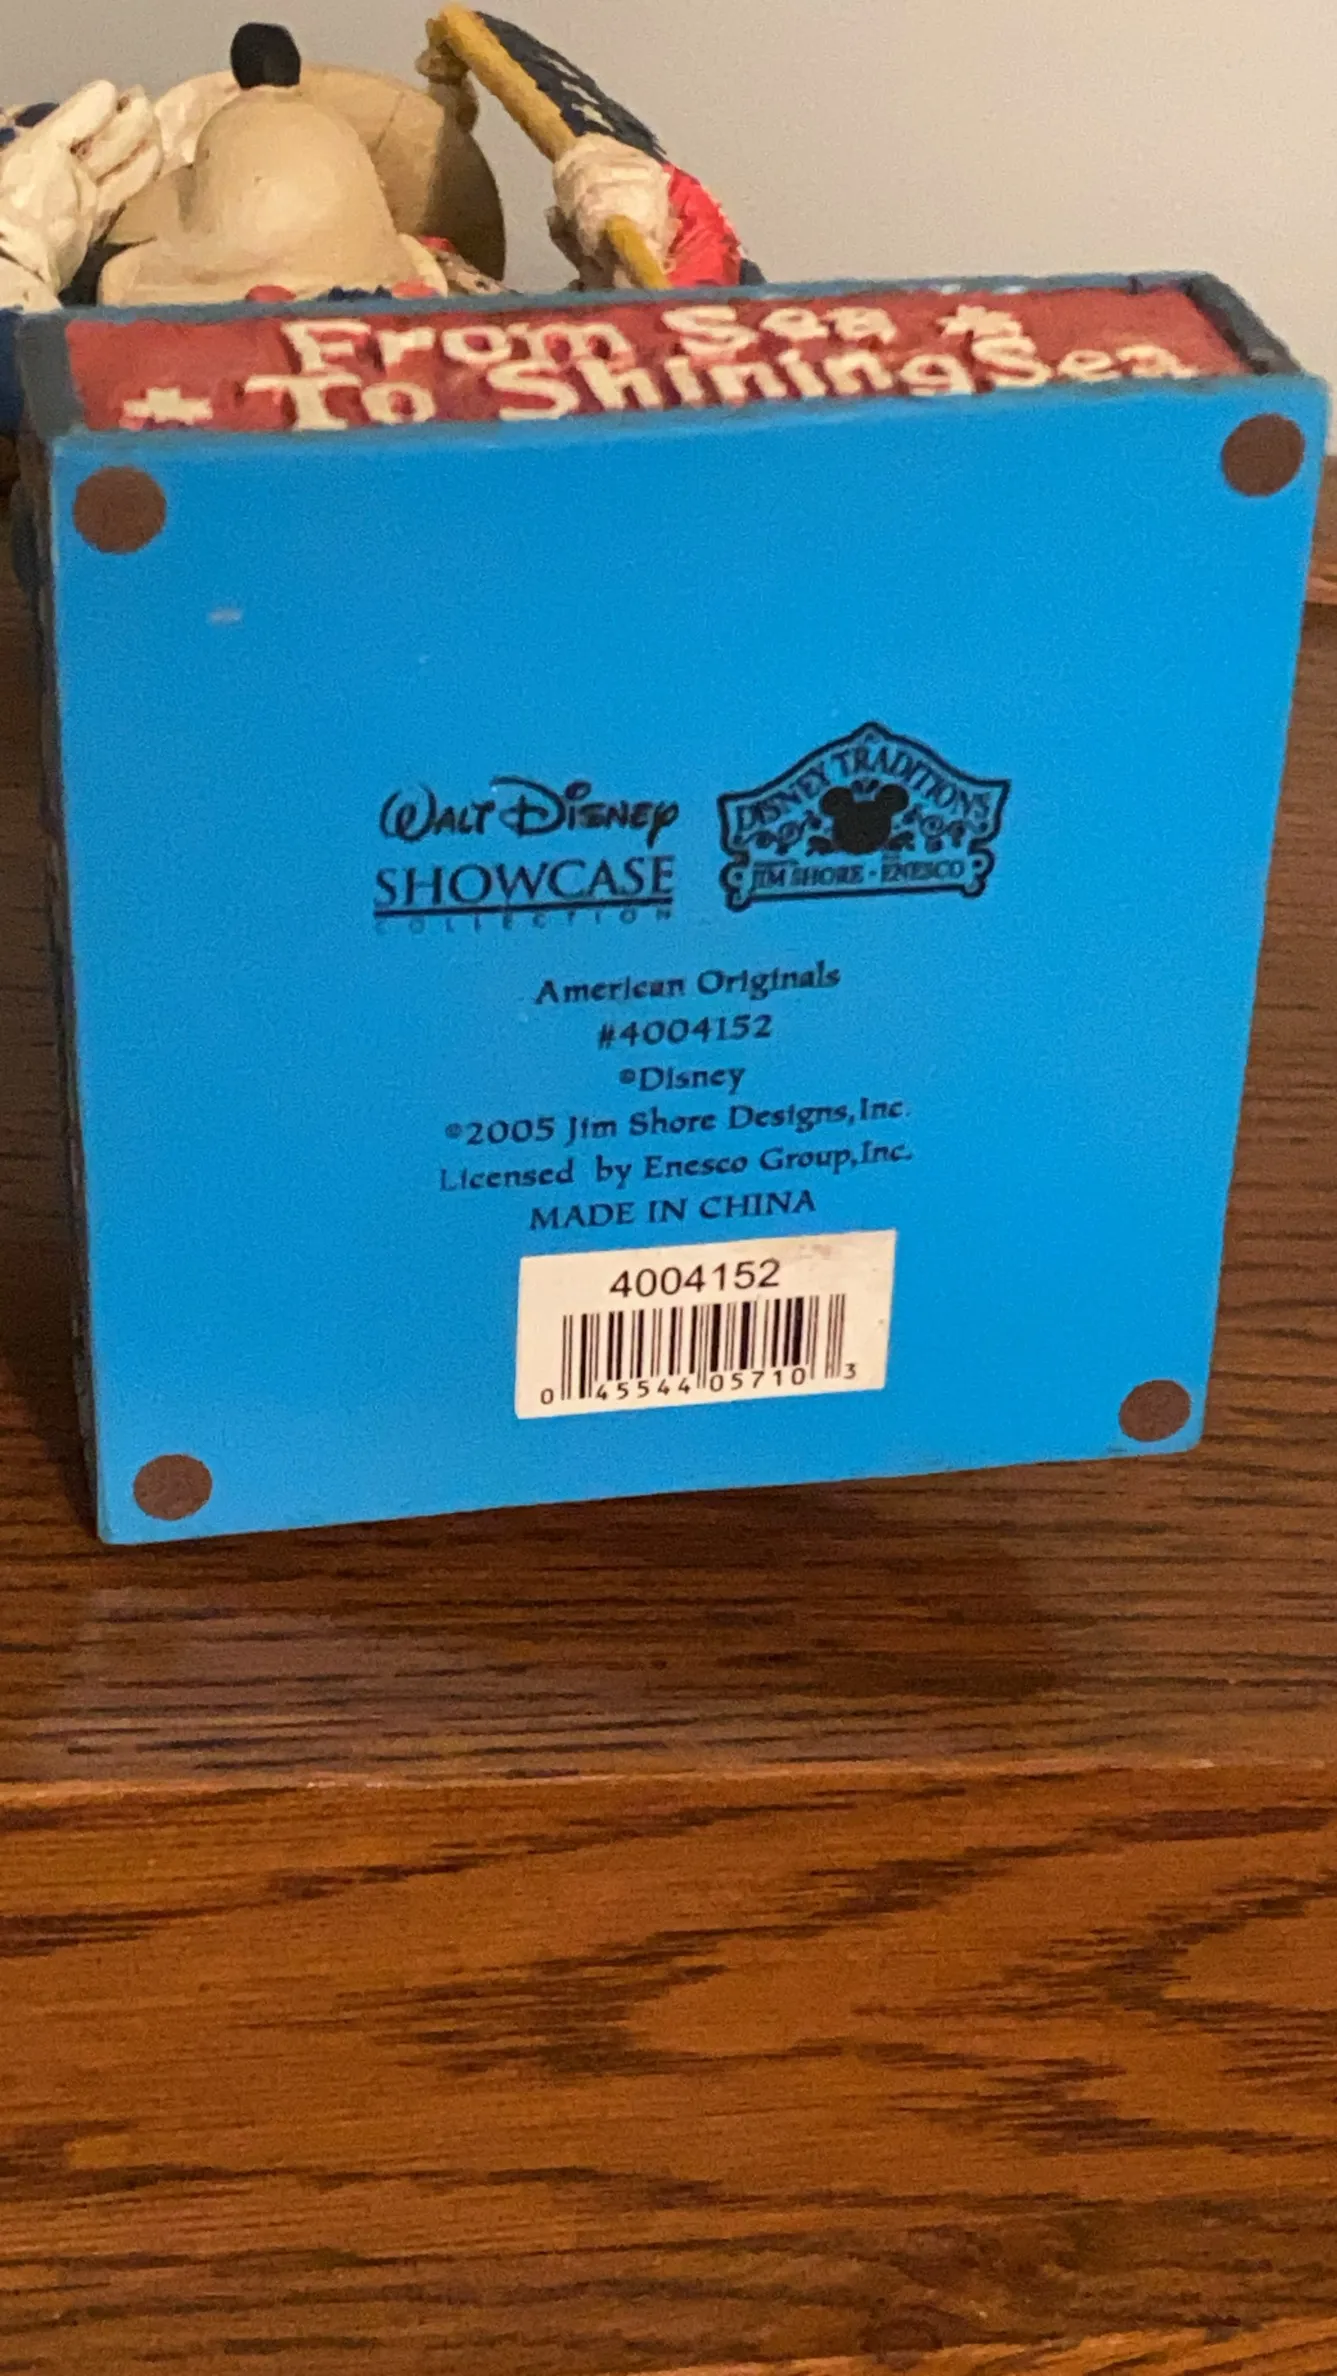 From Sea
To Shining Sea
WALT DISNEY
SHOWCASE
COLLECTION
DISNEY TRADITIONS
JIM SHORE - ENESCO
American Originals
#4004152
©Disney
©2005 Jim Shore Designs,Inc.
Licensed by Enesco Group,Inc.
MADE IN CHINA
4004152
0 45544 05710 3